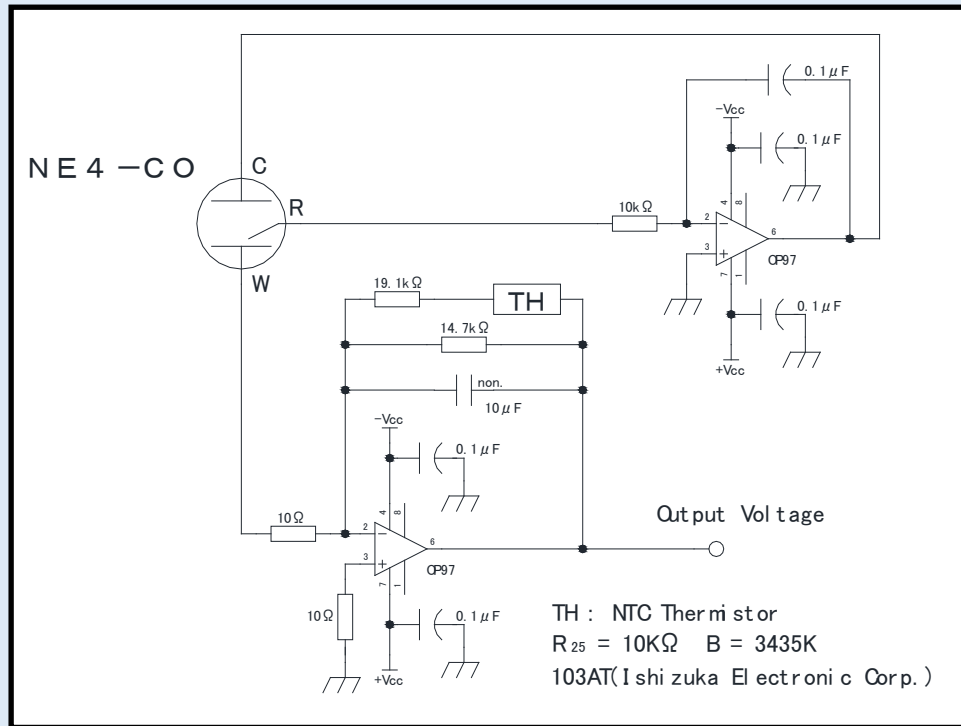 0.1μF
-Vcc
0.1μF
NE4-CO
C
R
10kΩ
4
8
2
-
6
3
+
OP97
7
1
W
0.1μF
+Vcc
19.1kΩ
TH
14.7kΩ
non.
10μF
-Vcc
0.1μF
4
8
10Ω
2
-
6
3
+
OP97
7
1
10Ω
0.1μF
+Vcc
Output Voltage
TH : NTC Thermistor
R25 = 10KΩ B = 3435K
103AT(Ishizuka Electronic Corp.)